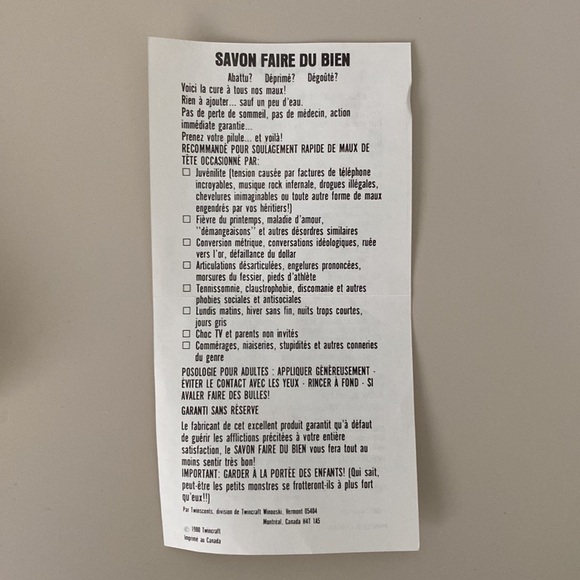 SAVON FAIRE DU BIEN
Abattu? Déprimé? Dégoûté?
Voici la cure à tous nos maux!
Rien à ajouter... sauf un peu d'eau.
Pas de perte de sommeil, pas de médecin, action
immédiate garantie...
Prenez votre pilule... et voilà!
RECOMMANDÉ POUR SOULAGEMENT RAPIDE DE MAUX DE
TÊTE OCCASIONNÉ PAR:
☐ Juvénilite (tension causée par factures de téléphone
incroyables, musique rock infernale, drogues illégales,
chevelures inimaginables ou toute autre forme de maux
engendrés par vos héritiers!)
☐ Fièvre du printemps, maladie d'amour,
"démangeaisons" et autres désordres similaires
☐ Conversion métrique, conversations idéologiques, ruée
vers l'or, défaillance du dollar
☐ Articulations désarticulées, engelures prononcées,
morsures du fessier, pieds d'athlète
☐ Tennissomnie, claustrophobie, discomanie et autres
phobies sociales et antisociales
☐ Lundis matins, hiver sans fin, nuits trop courtes,
jours gris
☐ Choc TV et parents non invités
☐ Commérages, niaiseries, stupidités et autres conneries
du genre
POSOLOGIE POUR ADULTES : APPLIQUER GÉNÉREUSEMENT -
ÉVITER LE CONTACT AVEC LES YEUX - RINCER À FOND - SI
AVALER FAIRE DES BULLES!
GARANTI SANS RÉSERVE
Le fabricant de cet excellent produit garantit qu'à défaut
de guérir les afflictions précitées à votre entière
satisfaction, le SAVON FAIRE DU BIEN vous fera tout au
moins sentir très bon!
IMPORTANT: GARDER À LA PORTÉE DES ENFANTS! (Qui sait,
peut-être les petits monstres se frotteront-ils à plus fort
qu'eux!!)
Par Twinscents, division de Twincraft Winooski, Vermont 05404
Montréal, Canada H4T 1A5
© 1980 Twincraft
Imprimé au Canada